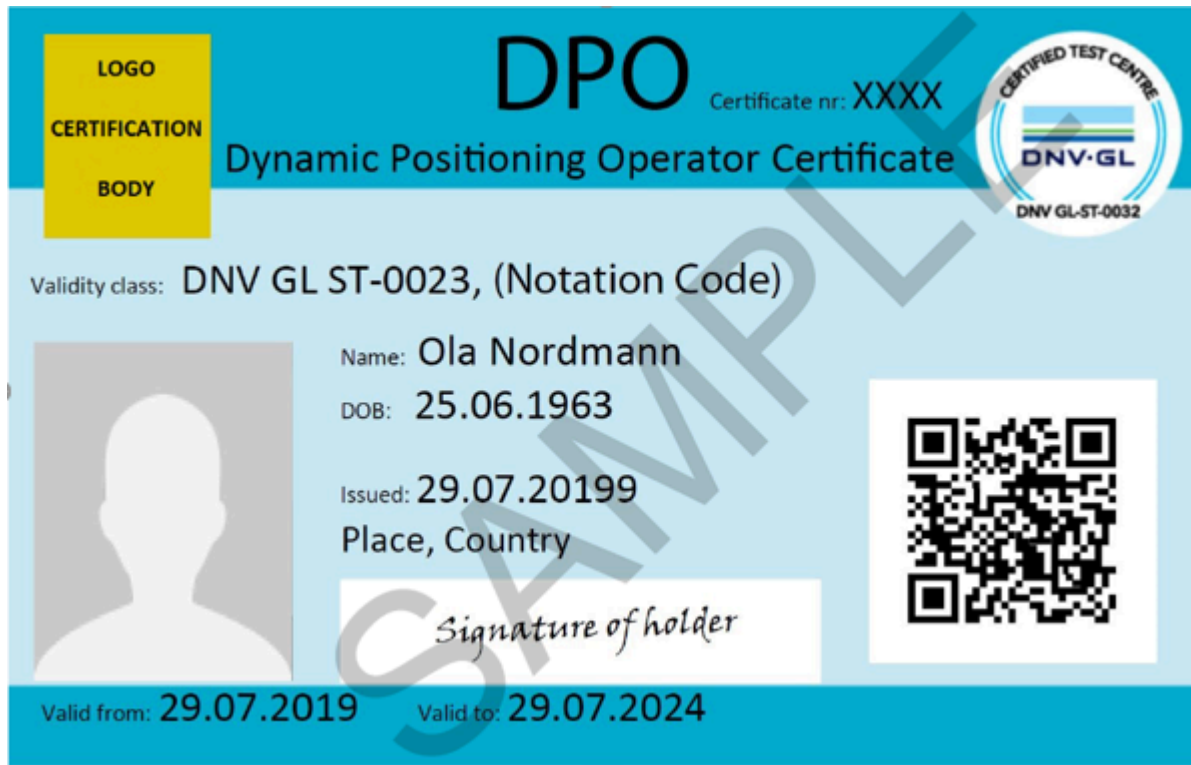 LOGO
CERTIFICATION
BODY
DPO
Certificate nr: XXXX
Dynamic Positioning Operator Certificate
CERTIFIED TEST CENTRE
DNV·GL
DNV GL-ST-0032
Validity class: DNV GL ST-0023, (Notation Code)
Name: Ola Nordmann
DOB: 25.06.1963
Issued: 29.07.20199
Place, Country
Signature of holder
Valid from: 29.07.2019 Valid to: 29.07.2024
SAMPLE